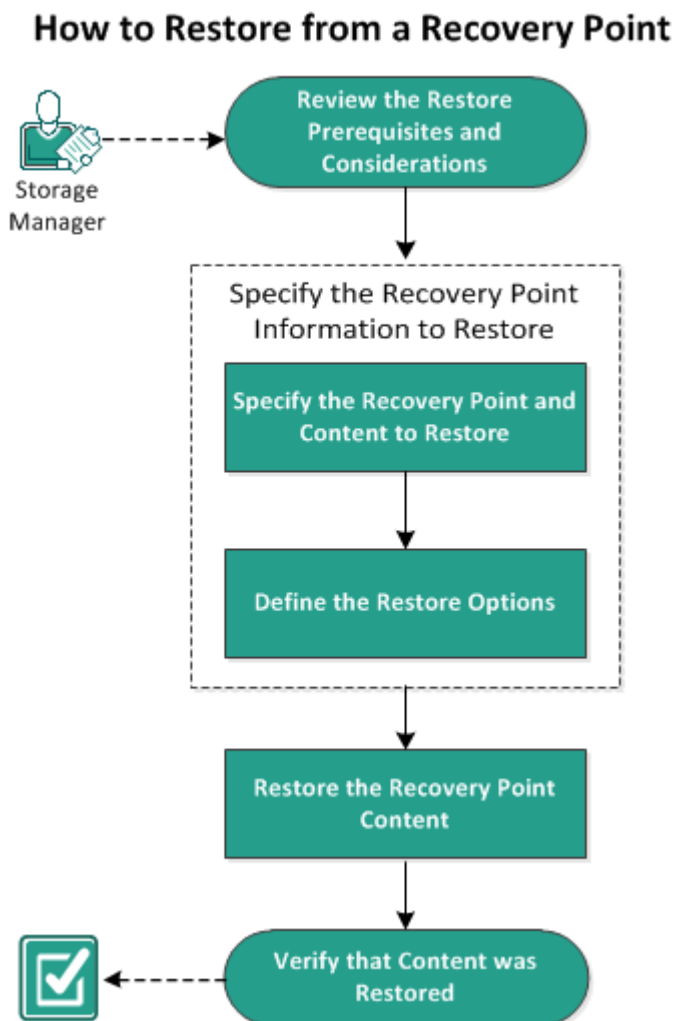 How to Restore from a Recovery Point
Review the Restore
Prerequisites and
Considerations
Storage
Manager
Specify the Recovery Point
Information to Restore
Specify the Recovery Point and
Content to Restore
Define the Restore Options
Restore the Recovery Point
Content
Verify that Content was
Restored